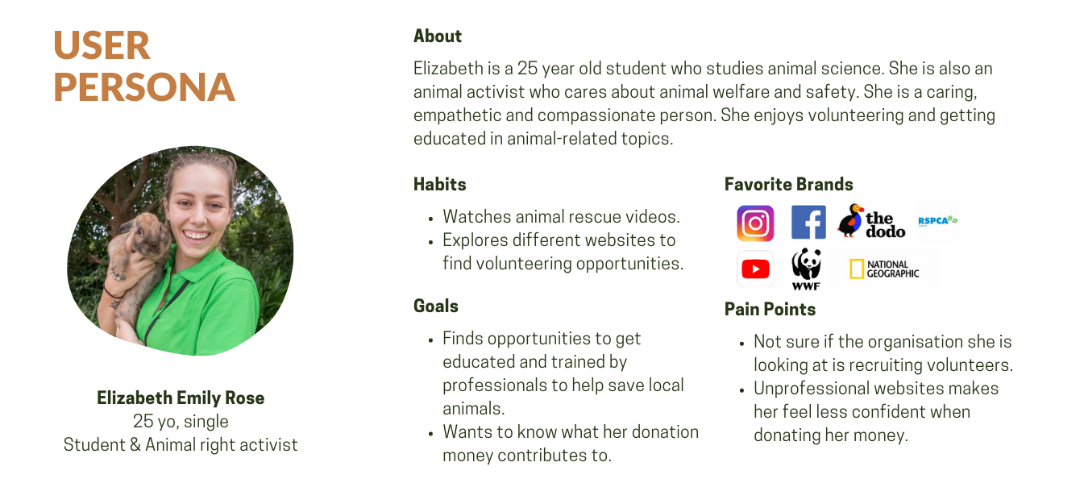 USER
PERSONA
Elizabeth Emily Rose
25 yo, single
Student & Animal right activist
About
Elizabeth is a 25 year old student who studies animal science. She is also an
animal activist who cares about animal welfare and safety. She is a caring,
empathetic and compassionate person. She enjoys volunteering and getting
educated in animal-related topics.
Habits
• Watches animal rescue videos.
• Explores different websites to
find volunteering opportunities.
Goals
• Finds opportunities to get
educated and trained by
professionals to help save local
animals.
• Wants to know what her donation
money contributes to.
Favorite Brands
the
dodo
RSPCA
WWF
NATIONAL
GEOGRAPHIC
Pain Points
• Not sure if the organisation she is
looking at is recruiting volunteers.
• Unprofessional websites makes
her feel less confident when
donating her money.